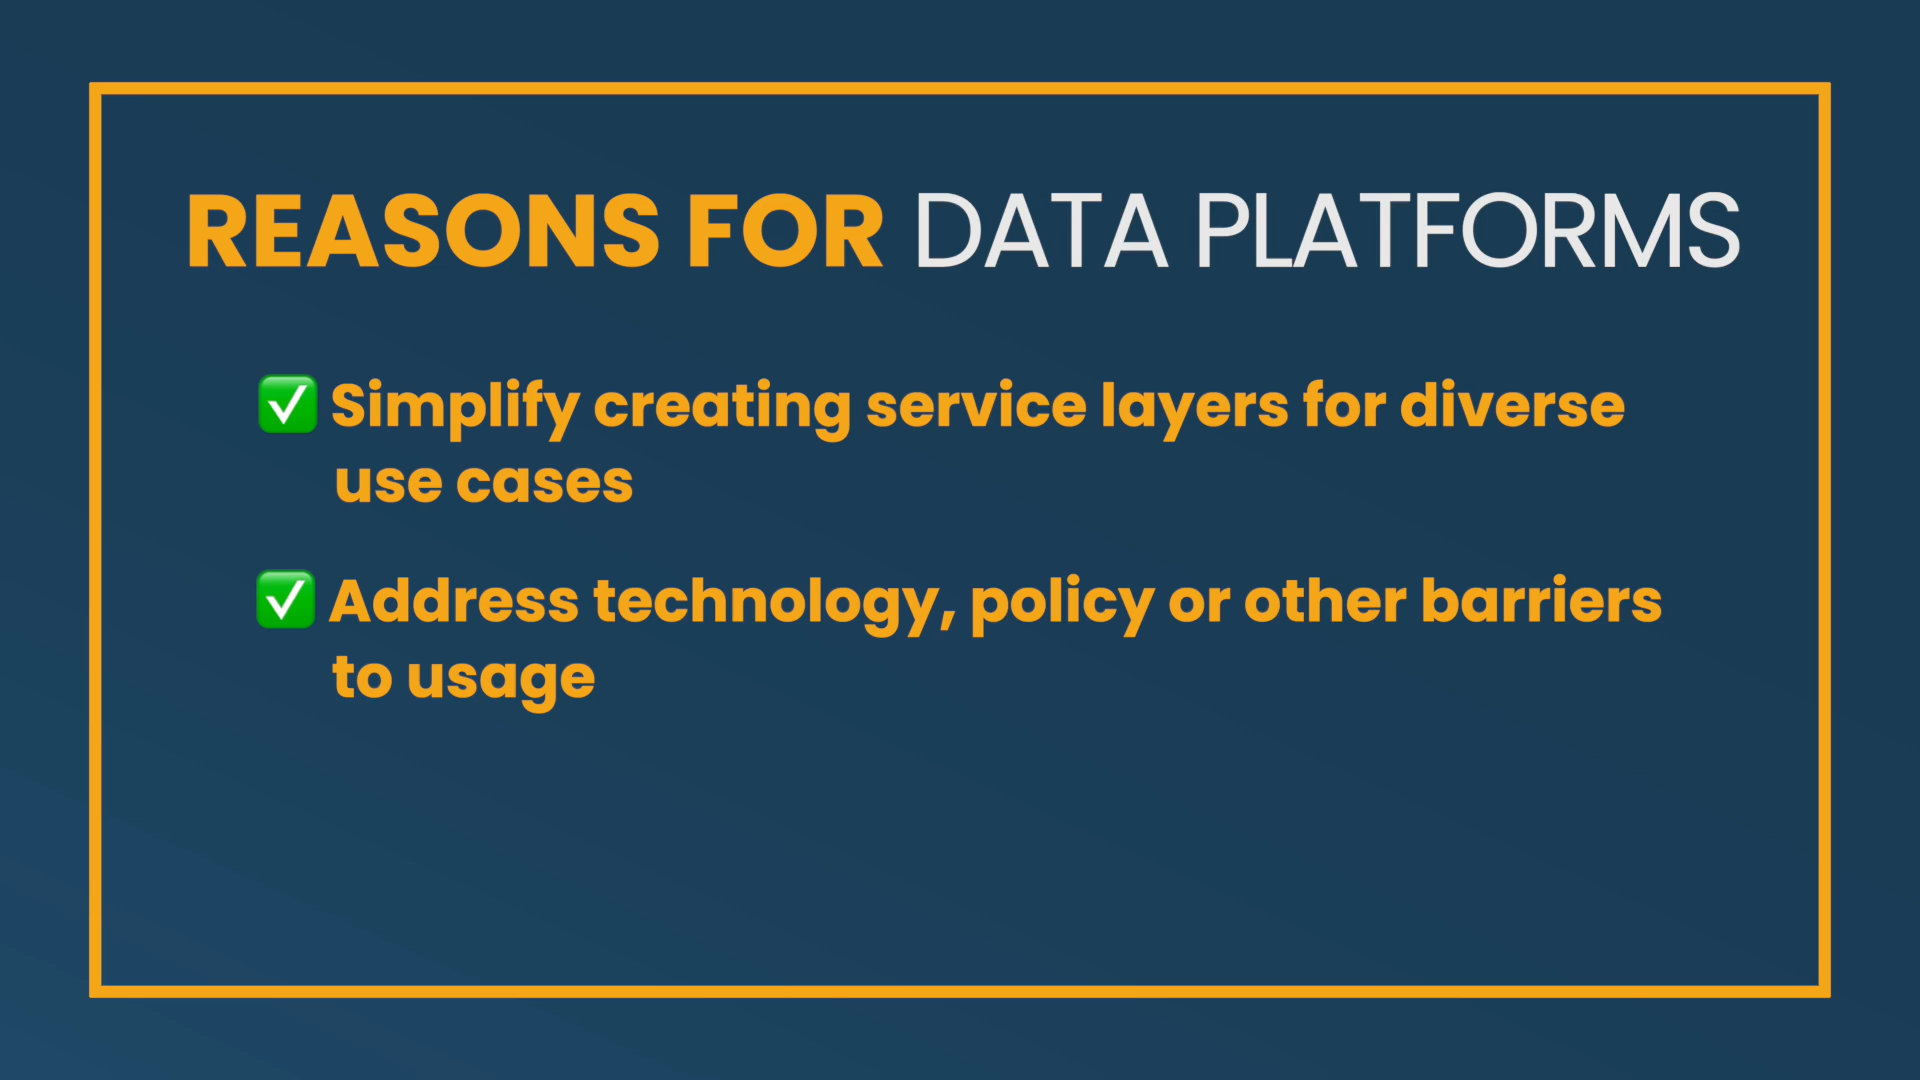 REASONS FOR DATA PLATFORMS
✅ Simplify creating service layers for diverse
use cases
✅ Address technology, policy or other barriers
to usage